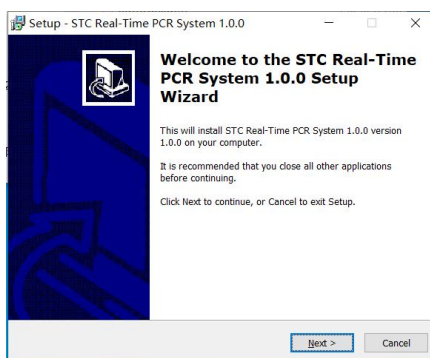 Setup - STC Real-Time PCR System 1.0.0
Welcome to the STC Real-Time
PCR System 1.0.0 Setup
Wizard
This will install STC Real-Time PCR System 1.0.0 version
1.0.0 on your computer.
It is recommended that you close all other applications
before continuing.
Click Next to continue, or Cancel to exit Setup.
Next >
Cancel